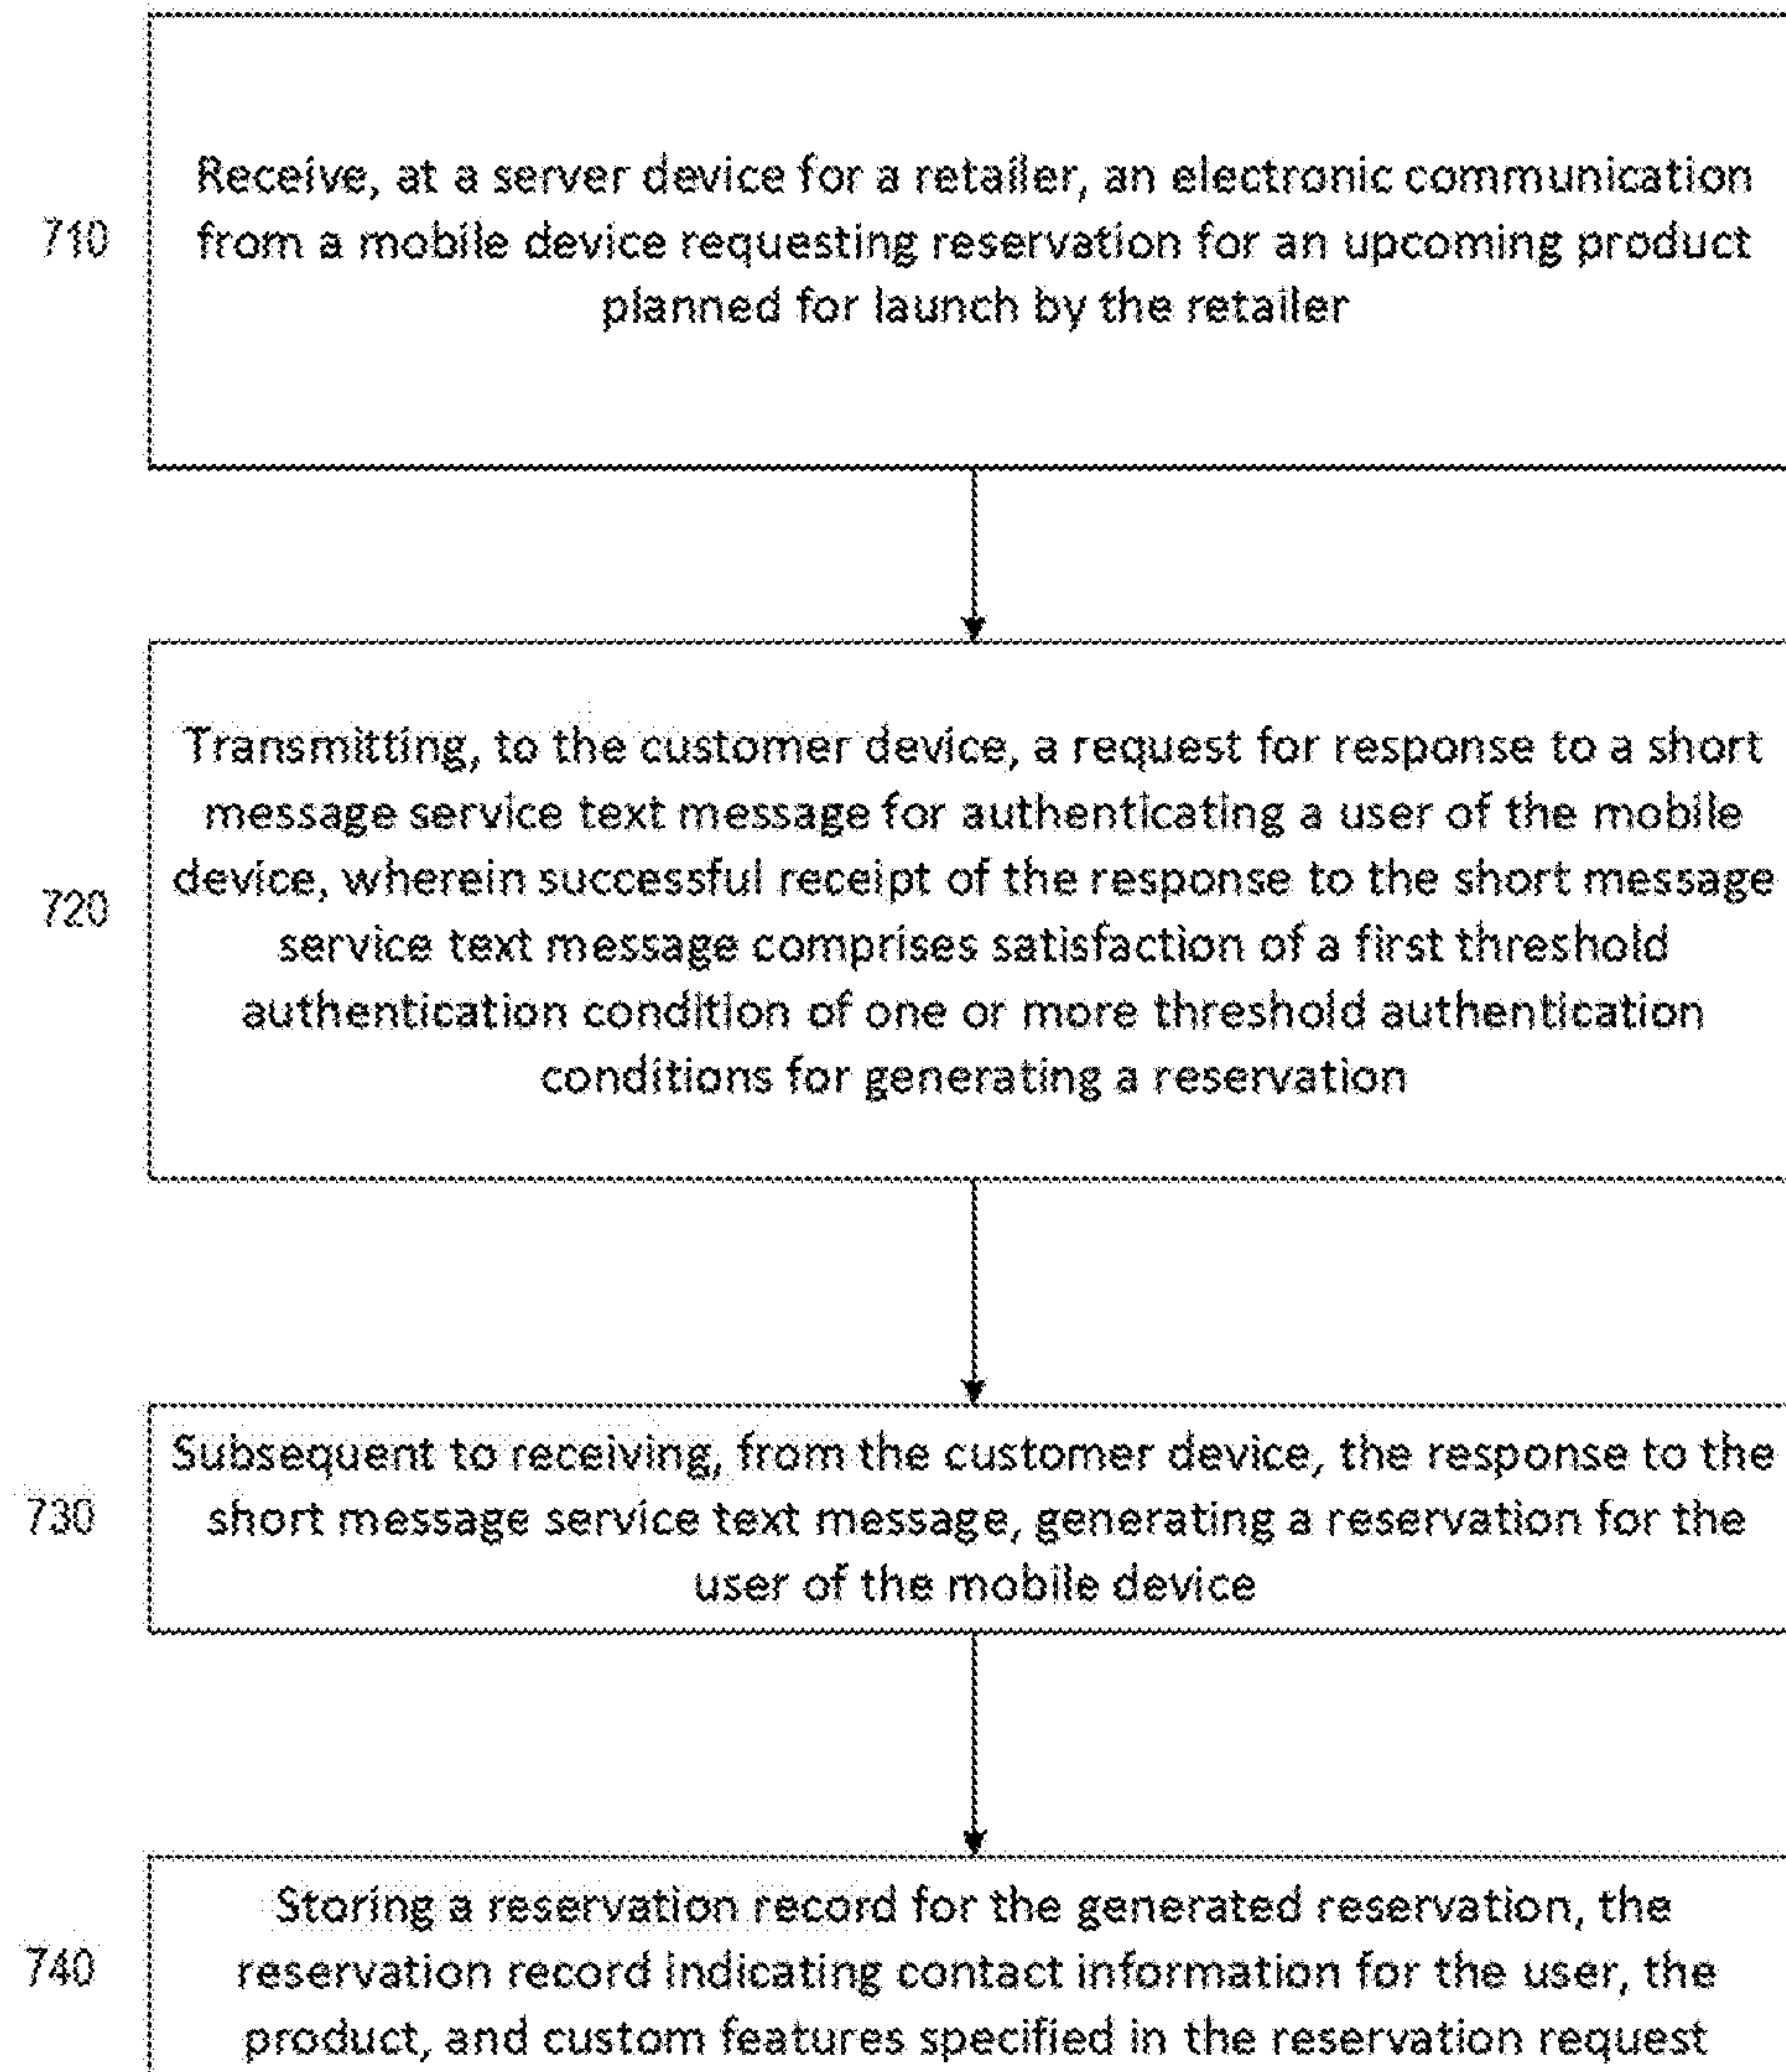 Receive, at a server device for a retailer, an electronic communication
710
from a mobile device requesting reservation for an upcoming product
planned for launch by the retailer
Transmitting, to the customer device, a request for response to a short
message service text message for authenticating a user of the mobile
device, wherein successful receipt of the response to the short message
720
service text message comprises satisfaction of a first threshold
authentication condition of one or more threshold authentication
conditions for generating a reservation
Subsequent to receiving, from the customer device, the response to the
730
short message service text message, generating a reservation for the
user of the mobile device
Storing a reservation record for the generated reservation, the
740
reservation record indicating contact information for the user, the
product, and custom features specified in the reservation request